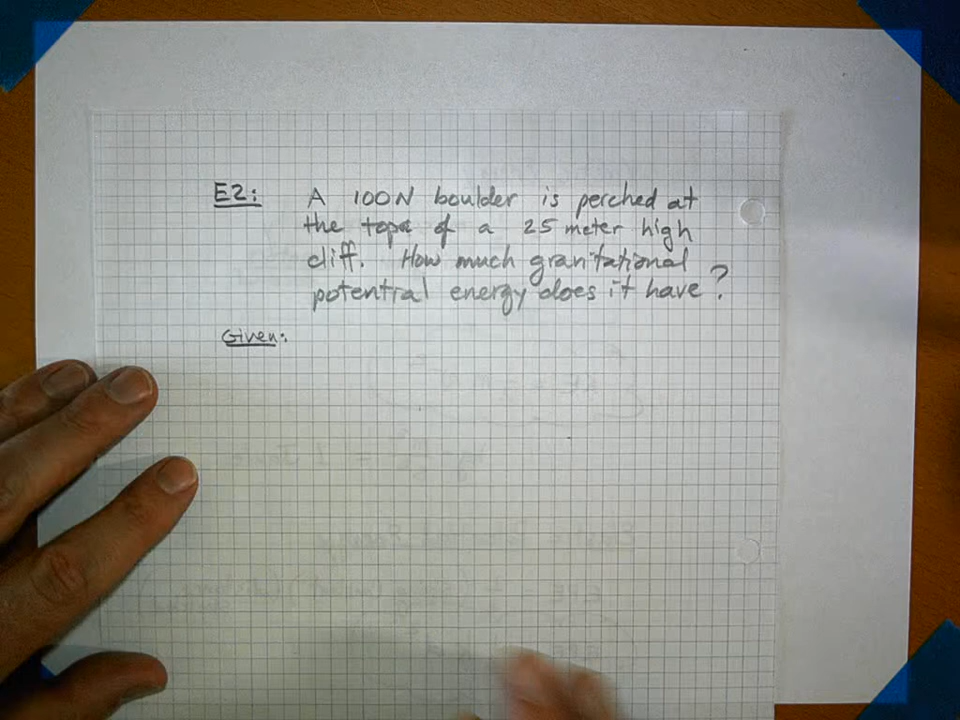 E2: A 100N boulder is perched at
the top of a 25 meter high
cliff. How much gravitational
potential energy does it have?
Given: